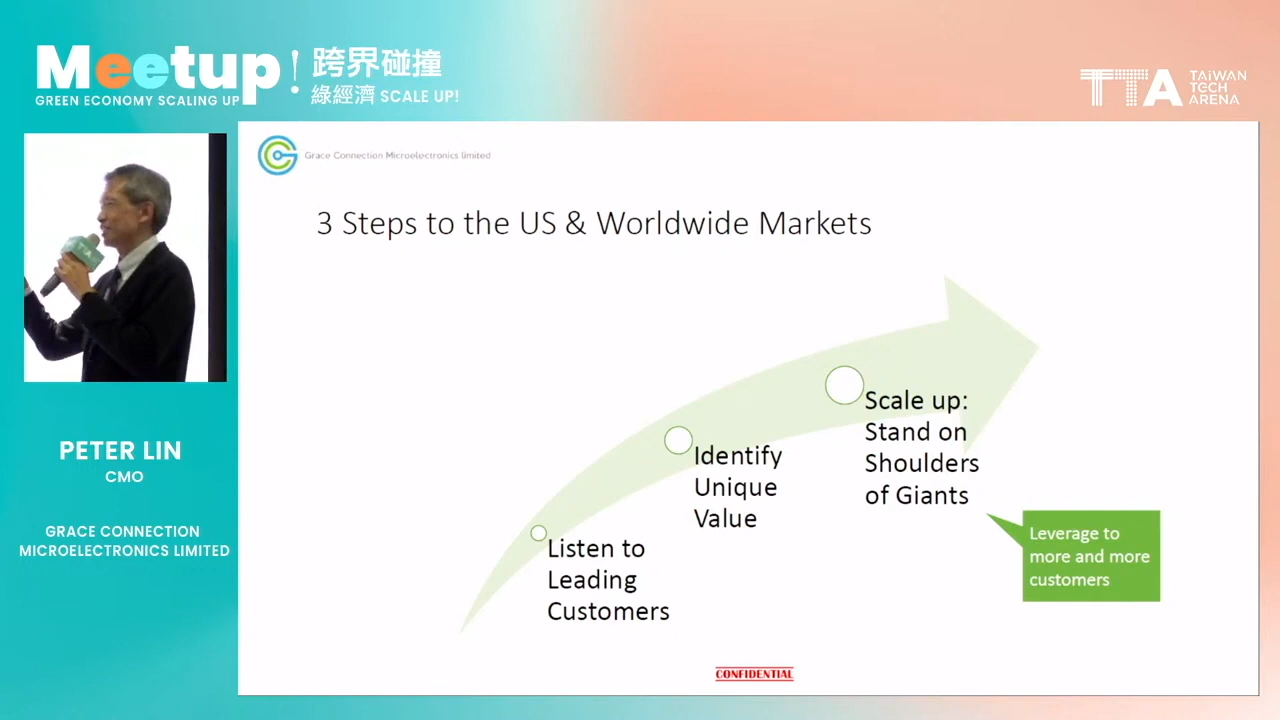 Meetup!
GREEN ECONOMY SCALING UP
跨界碰撞
綠經濟 SCALE UP!
TTA
TAIWAN
TECH
ARENA
Grace Connection Microelectronics limited
3 Steps to the US & Worldwide Markets
Scale up:
Stand on
Shoulders
of Giants
Identify
Unique
Value
Listen to
Leading
Customers
Leverage to
more and more
customers
CONFIDENTIAL
TTA
PETER LIN
CMO
GRACE CONNECTION
MICROELECTRONICS LIMITED